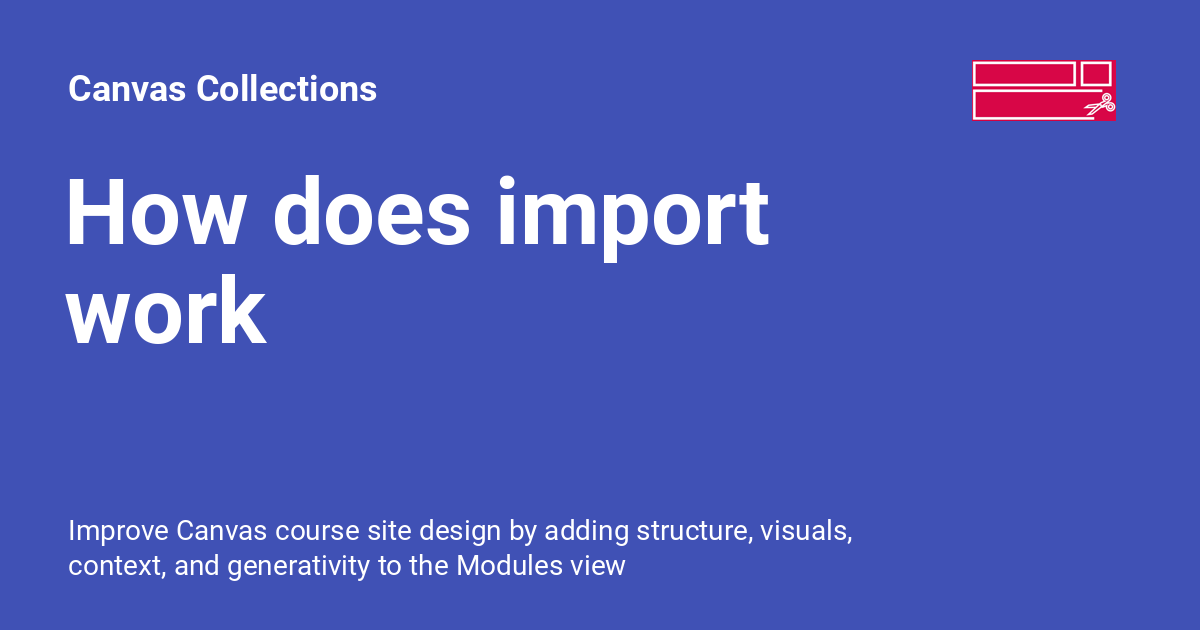 Canvas Collections
How does import
work
Improve Canvas course site design by adding structure, visuals,
context, and generativity to the Modules view